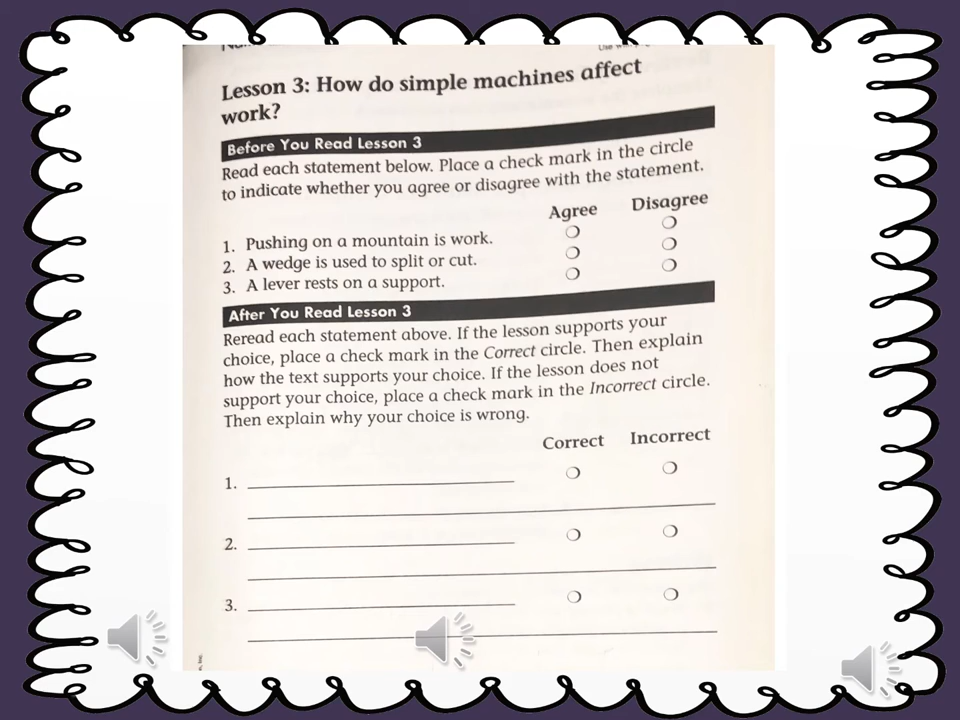 Lesson 3: How do simple machines affect
work?
Before You Read Lesson 3
Read each statement below. Place a check mark in the circle
to indicate whether you agree or disagree with the statement.
Agree Disagree
1. Pushing on a mountain is work.
2. A wedge is used to split or cut.
3. A lever rests on a support.
After You Read Lesson 3
Reread each statement above. If the lesson supports your
choice, place a check mark in the Correct circle. Then explain
how the text supports your choice. If the lesson does not
support your choice, place a check mark in the Incorrect circle.
Then explain why your choice is wrong.
Correct Incorrect
1.
2.
3.